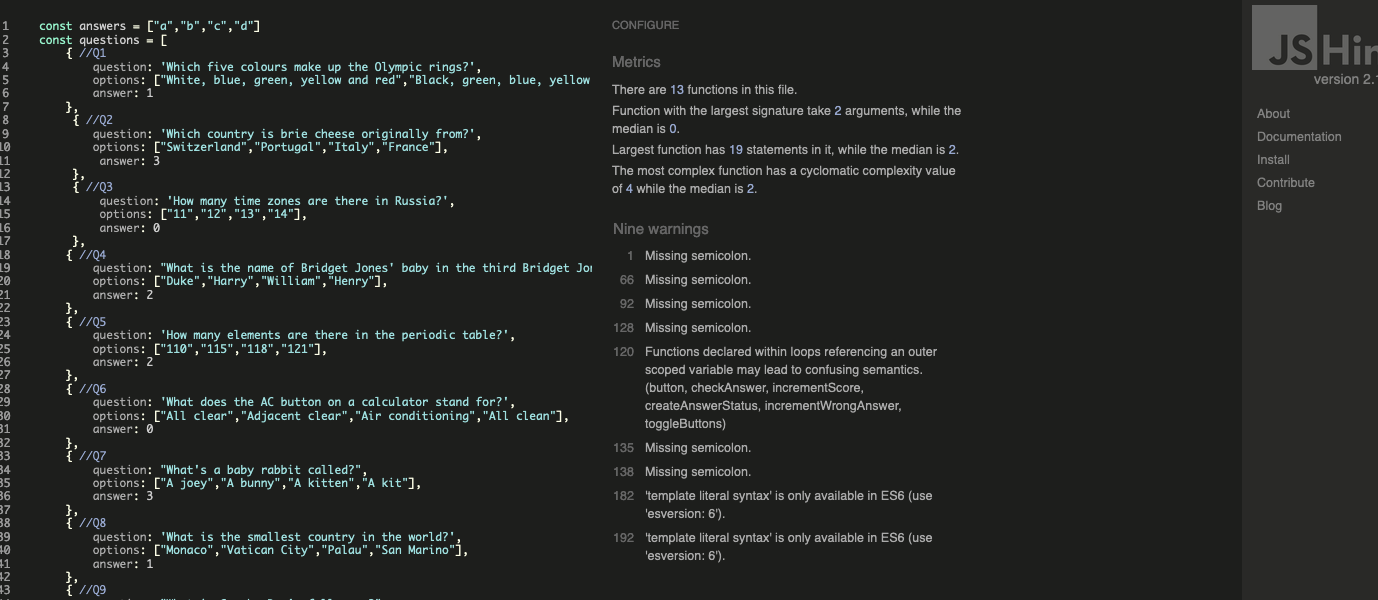 1 const answers = ["a","b","c","d"]
2 const questions = [
3 { //Q1
4 question: 'Which five colours make up the Olympic rings?',
5 options: ["White, blue, green, yellow and red","Black, green, blue, yellow
6 answer: 1
7 },
8 { //Q2
9 question: 'Which country is brie cheese originally from?',
10 options: ["Switzerland","Portugal","Italy","France"],
11 answer: 3
12 },
13 { //Q3
14 question: 'How many time zones are there in Russia?',
15 options: ["11","12","13","14"],
16 answer: 0
17 },
18 { //Q4
19 question: "What is the name of Bridget Jones' baby in the third Bridget
20 options: ["Duke","Harry","William","Henry"],
21 answer: 2
22 },
23 { //Q5
24 question: 'How many elements are there in the periodic table?',
25 options: ["110","115","118","121"],
26 answer: 2
27 },
28 { //Q6
29 question: 'What does the AC button on a calculator stand for?',
30 options: ["All clear","Adjacent clear","Air conditioning","All clean"],
31 answer: 0
32 },
33 { //Q7
34 question: "What's a baby rabbit called?",
35 options: ["A joey","A bunny","A kitten","A kit"],
36 answer: 3
37 },
38 { //Q8
39 question: 'What is the smallest country in the world?',
40 options: ["Monaco","Vatican City","Palau","San Marino"],
41 answer: 1
42 },
43 { //Q9
CONFIGURE
Metrics
There are 13 functions in this file.
Function with the largest signature take 2 arguments, while the
median is 0.
Largest function has 19 statements in it, while the median is 2.
The most complex function has a cyclomatic complexity value
of 4 while the median is 2.
Nine warnings
1 Missing semicolon.
66 Missing semicolon.
92 Missing semicolon.
128 Missing semicolon.
120 Functions declared within loops referencing an outer
scoped variable may lead to confusing semantics.
(button, checkAnswer, incrementScore,
createAnswerStatus, incrementWrongAnswer,
toggleButtons)
135 Missing semicolon.
138 Missing semicolon.
182 'template literal syntax' is only available in ES6 (use
'esversion: 6').
192 'template literal syntax' is only available in ES6 (use
'esversion: 6').
JS Hin
version 2.
About
Documentation
Install
Contribute
Blog